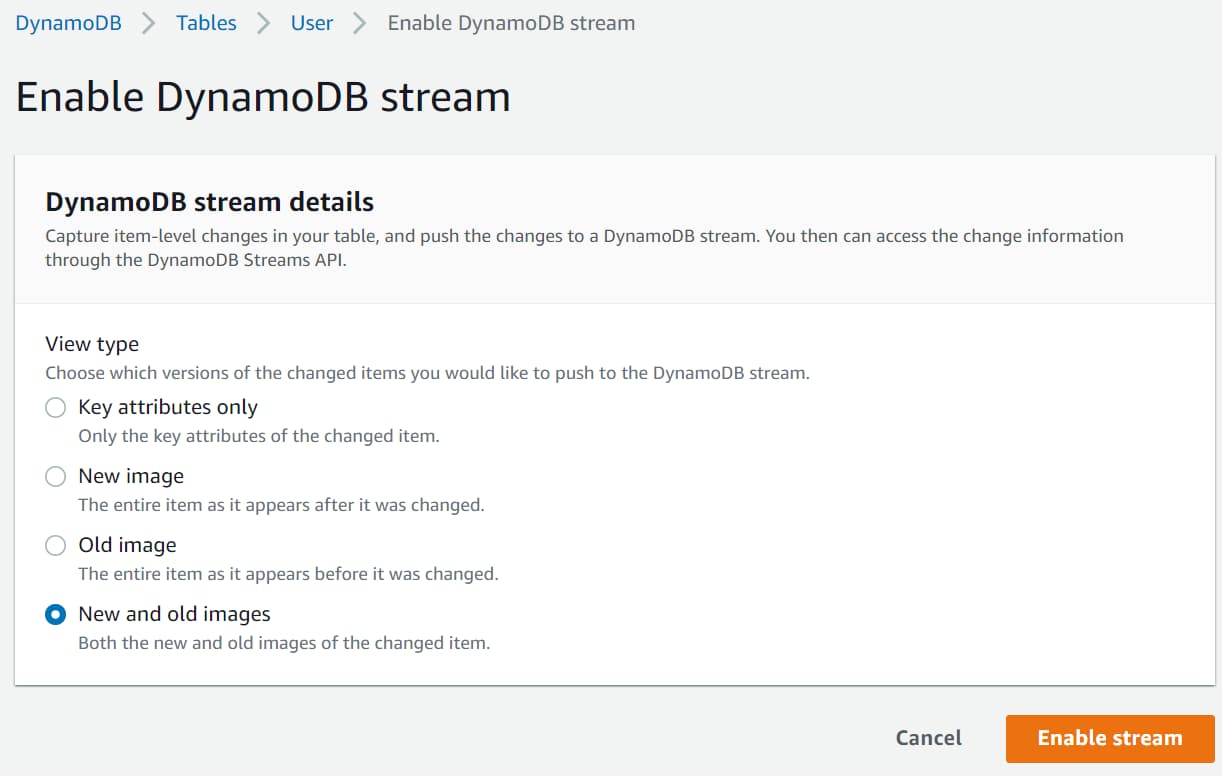 DynamoDB Tables User Enable DynamoDB stream
Enable DynamoDB stream
DynamoDB stream details
Capture item-level changes in your table, and push the changes to a DynamoDB stream. You then can access the change information
through the DynamoDB Streams API.
View type
Choose which versions of the changed items you would like to push to the DynamoDB stream.
Key attributes only
Only the key attributes of the changed item.
New image
The entire item as it appears after it was changed.
Old image
The entire item as it appears before it was changed.
New and old images
Both the new and old images of the changed item.
Cancel Enable stream